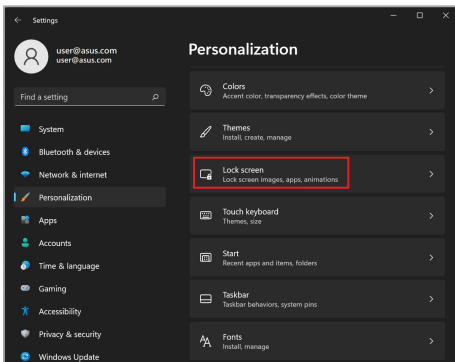 Settings
user@asus.com
user@asus.com
Find a setting
System
Bluetooth & devices
Network & internet
Personalization
Apps
Accounts
Time & language
Gaming
Accessibility
Privacy & security
Windows Update
Personalization
Colors
Accent color, transparency effects, color theme
Themes
Install, create, manage
Lock screen
Lock screen images, apps, animations
Touch keyboard
Themes, size
Start
Recent apps and items, folders
Taskbar
Taskbar behaviors, system pins
Fonts
Install, manage